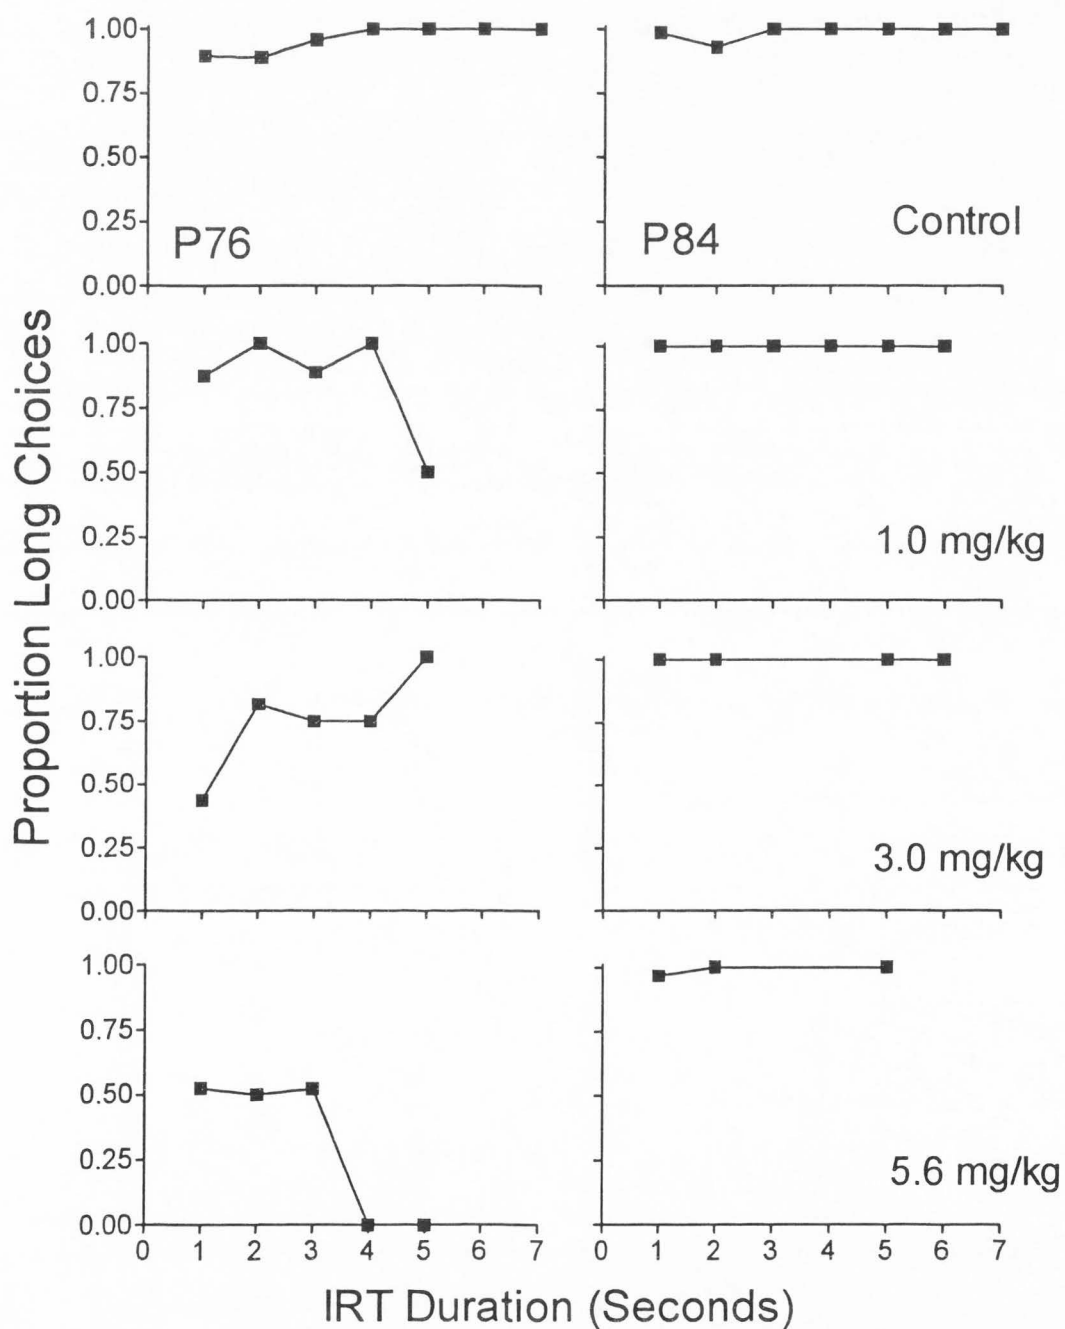 Proportion Long Choices
1.00
0.75
0.50
0.25
0.00
P76
P84
Control
1.00
0.75
0.50
0.25
0.00
1.0 mg/kg
1.00
0.75
0.50
0.25
0.00
3.0 mg/kg
1.00
0.75
0.50
0.25
0.00
5.6 mg/kg
0 1 2 3 4 5 6 7
0 1 2 3 4 5 6 7
IRT Duration (Seconds)